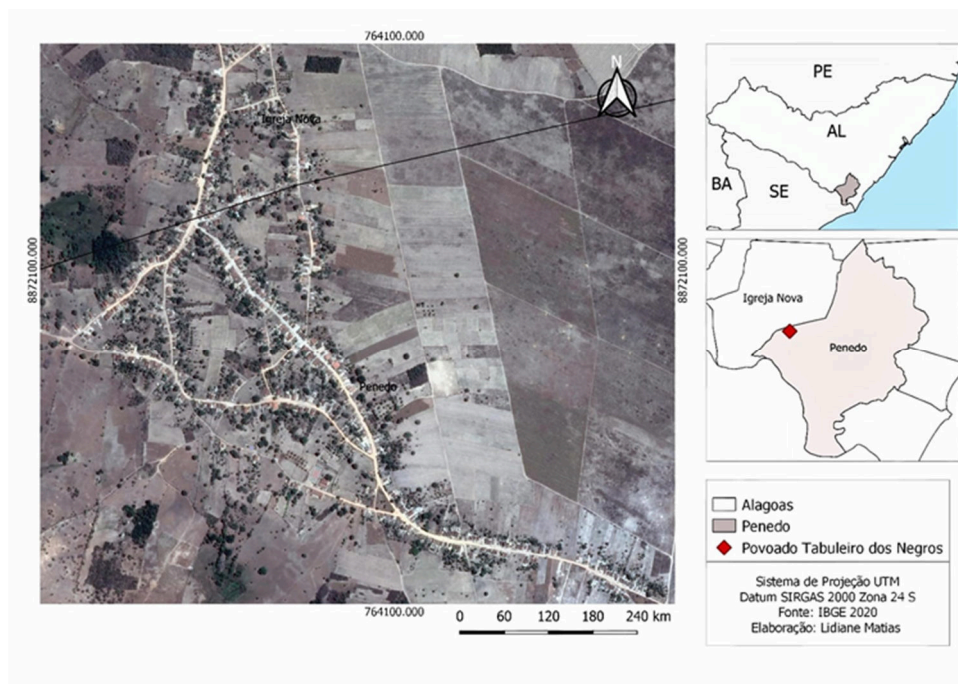 764100.000
N
Igreja Nova
8872100.000
8872100.000
Penedo
764100.000
0 60 120 180 240 km
PE
AL
BA
SE
Igreja Nova
Penedo
Alagoas
Penedo
Povoado Tabuleiro dos Negros
Sistema de Projeção UTM
Datum SIRGAS 2000 Zona 24 S
Fonte: IBGE 2020
Elaboração: Lidiane Matias